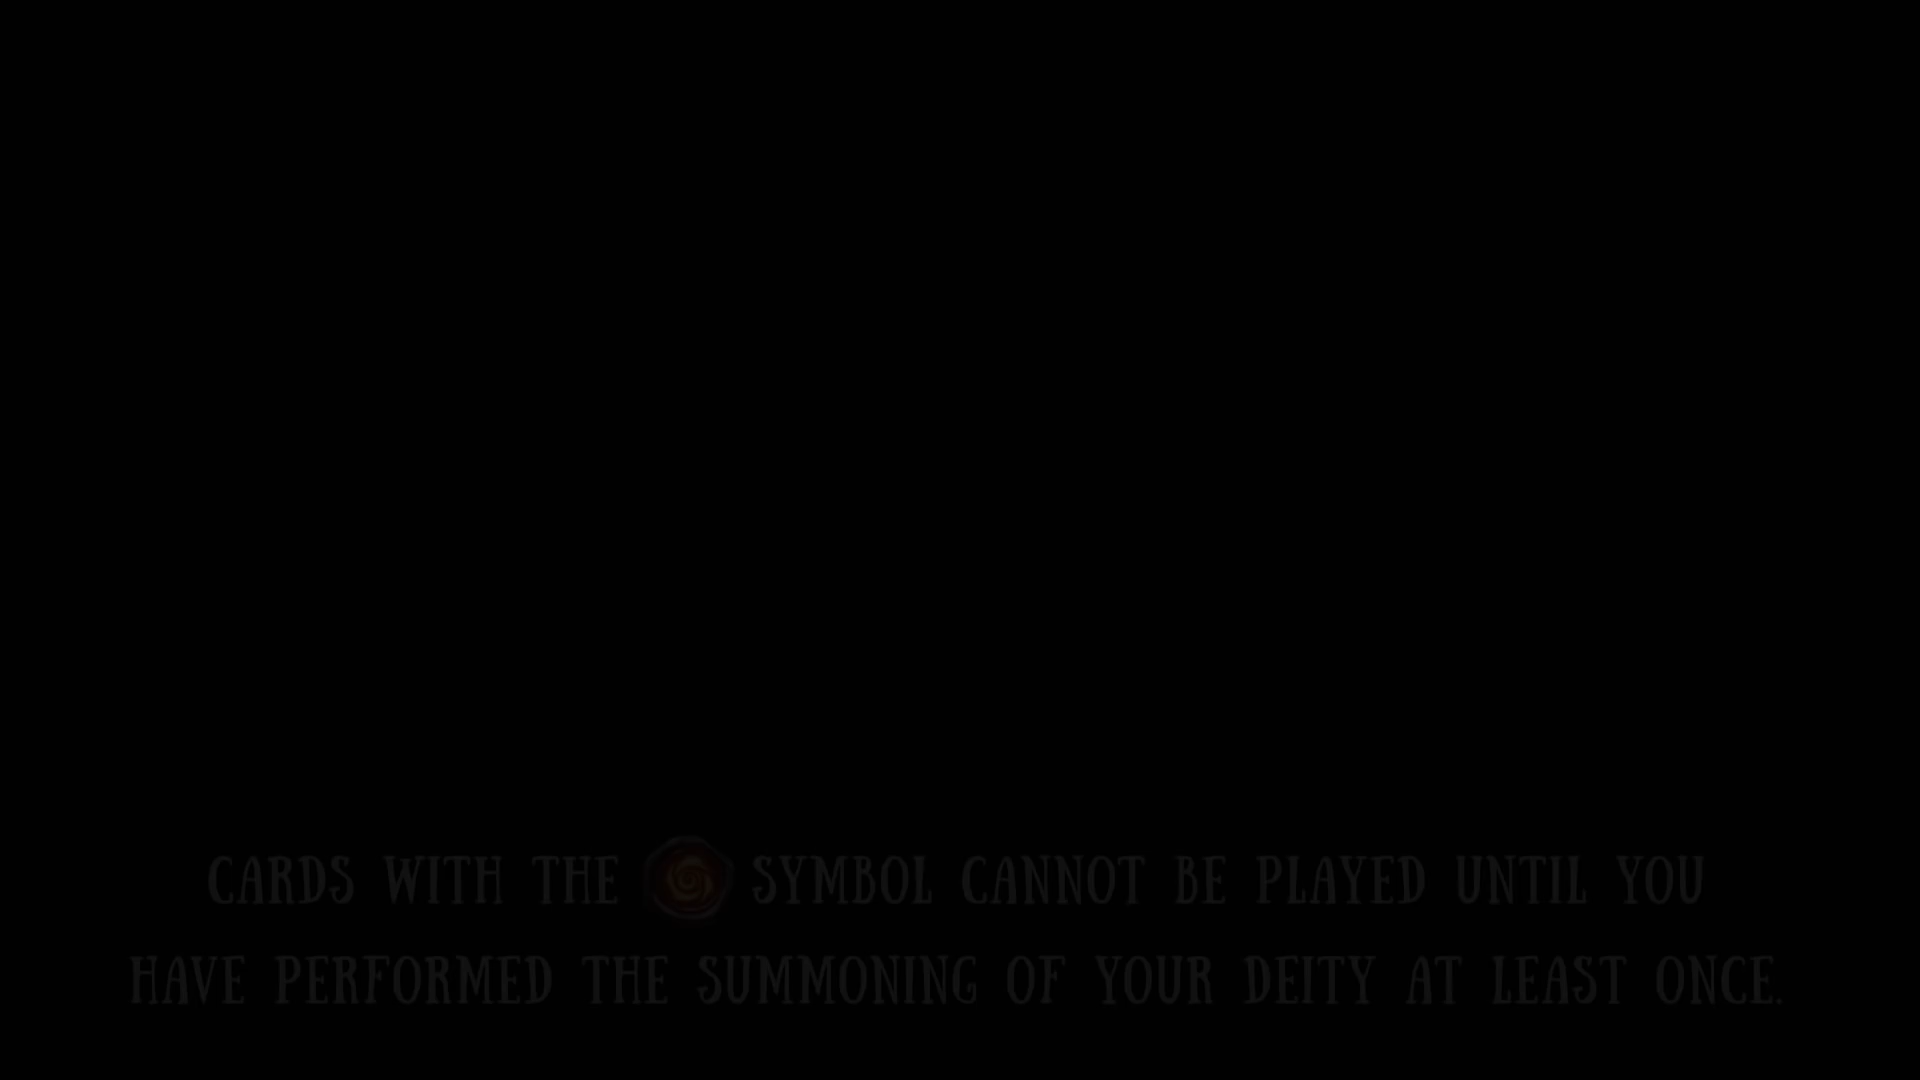 CARDS WITH THE SYMBOL CANNOT BE PLAYED UNTIL YOU
HAVE PERFORMED THE SUMMONING OF YOUR DEITY AT LEAST ONCE.